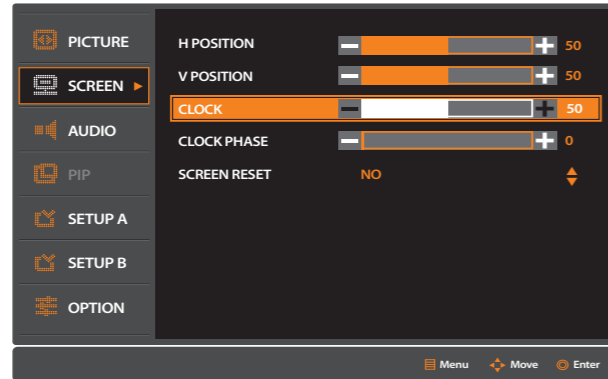 PICTURE
SCREEN
AUDIO
PIP
SETUP A
SETUP B
OPTION
H POSITION 50
V POSITION 50
CLOCK 50
CLOCK PHASE 0
SCREEN RESET NO
Menu Move Enter